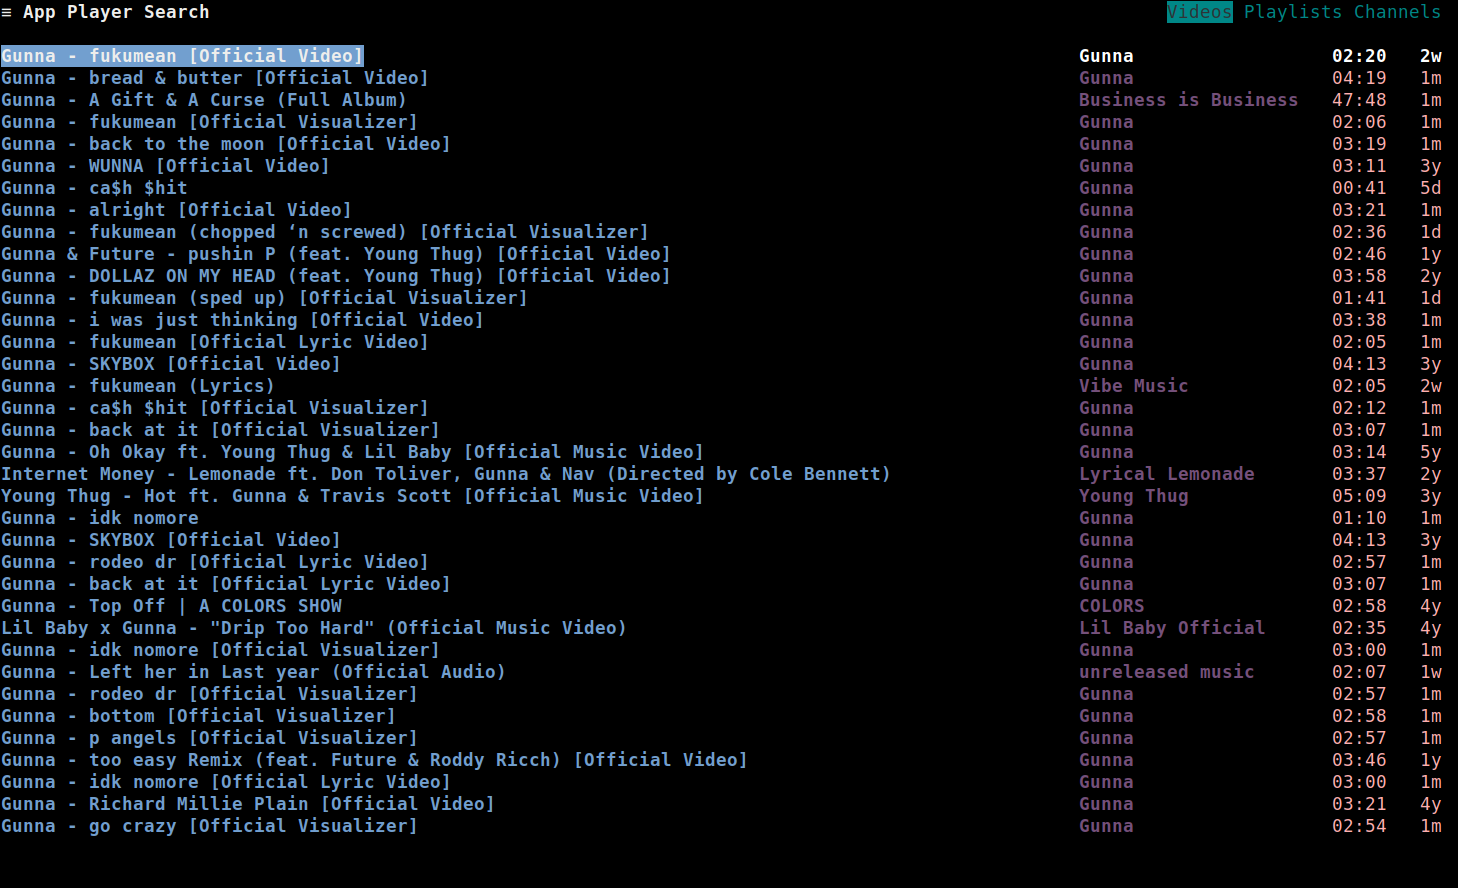 ≡ App Player Search Videos Playlists Channels
Gunna - fukumean [Official Video] Gunna 02:20 2w
Gunna - bread & butter [Official Video] Gunna 04:19 1m
Gunna - A Gift & A Curse (Full Album) Business is Business 47:48 1m
Gunna - fukumean [Official Visualizer] Gunna 02:06 1m
Gunna - back to the moon [Official Video] Gunna 03:19 1m
Gunna - WUNNA [Official Video] Gunna 03:11 3y
Gunna - ca$h $hit Gunna 00:41 5d
Gunna - alright [Official Video] Gunna 03:21 1m
Gunna - fukumean (chopped ‘n screwed) [Official Visualizer] Gunna 02:36 1d
Gunna & Future - pushin P (feat. Young Thug) [Official Video] Gunna 02:46 1y
Gunna - DOLLAZ ON MY HEAD (feat. Young Thug) [Official Video] Gunna 03:58 2y
Gunna - fukumean (sped up) [Official Visualizer] Gunna 01:41 1d
Gunna - i was just thinking [Official Video] Gunna 03:38 1m
Gunna - fukumean [Official Lyric Video] Gunna 02:05 1m
Gunna - SKYBOX [Official Video] Gunna 04:13 3y
Gunna - fukumean (Lyrics) Vibe Music 02:05 2w
Gunna - ca$h $hit [Official Visualizer] Gunna 02:12 1m
Gunna - back at it [Official Visualizer] Gunna 03:07 1m
Gunna - Oh Okay ft. Young Thug & Lil Baby [Official Music Video] Gunna 03:14 5y
Internet Money - Lemonade ft. Don Toliver, Gunna & Nav (Directed by Cole Bennett) Lyrical Lemonade 03:37 2y
Young Thug - Hot ft. Gunna & Travis Scott [Official Music Video] Young Thug 05:09 3y
Gunna - idk nomore Gunna 01:10 1m
Gunna - SKYBOX [Official Video] Gunna 04:13 3y
Gunna - rodeo dr [Official Lyric Video] Gunna 02:57 1m
Gunna - back at it [Official Lyric Video] Gunna 03:07 1m
Gunna - Top Off | A COLORS SHOW COLORS 02:58 4y
Lil Baby x Gunna - "Drip Too Hard" (Official Music Video) Lil Baby Official 02:35 4y
Gunna - idk nomore [Official Visualizer] Gunna 03:00 1m
Gunna - Left her in Last year (Official Audio) unreleased music 02:07 1w
Gunna - rodeo dr [Official Visualizer] Gunna 02:57 1m
Gunna - bottom [Official Visualizer] Gunna 02:58 1m
Gunna - p angels [Official Visualizer] Gunna 02:57 1m
Gunna - too easy Remix (feat. Future & Roddy Ricch) [Official Video] Gunna 03:46 1y
Gunna - idk nomore [Official Lyric Video] Gunna 03:00 1m
Gunna - Richard Millie Plain [Official Video] Gunna 03:21 4y
Gunna - go crazy [Official Visualizer] Gunna 02:54 1m